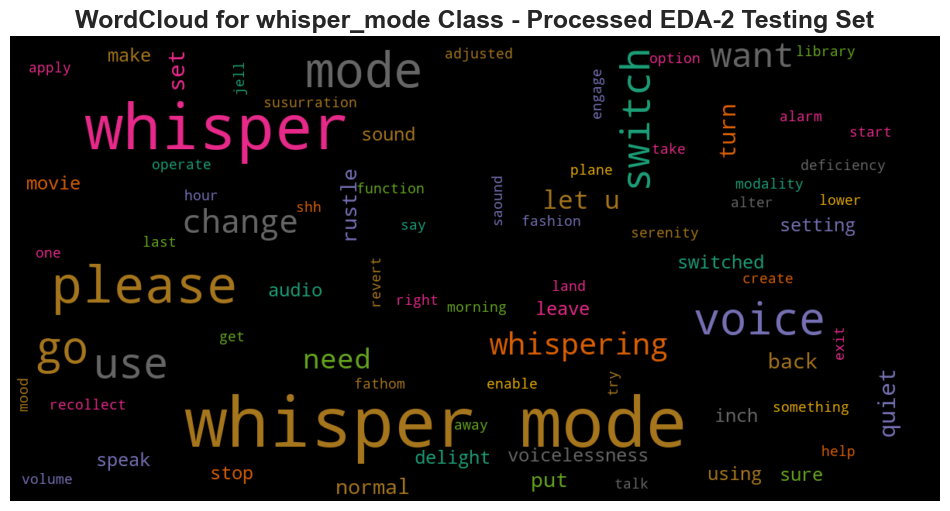 WordCloud for whisper_mode Class - Processed EDA-2 Testing Set
apply
make
set
jell
mode
adjusted
engage
switch
option
want
library
susurration
whisper
sound
turn
alarm
start
take
operate
plane
deficiency
movie
hour
function
rustle
saound
let u
modality
alter
lower
change
shh
say
fashion
serenity
setting
one
last
switched
please
audio
revert
right
morning
land
leave
create
voice
go
use
get
need
whispering
back
exit
mood
recollect
fathom
enable
try
quiet
whisper mode
away
inch
something
speak
stop
delight
voicelessness
help
volume
normal
put
talk
using
sure